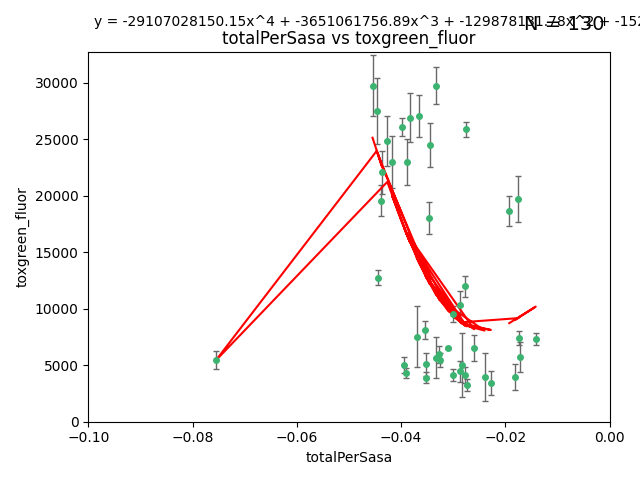 y = -29107028150.15x^4 + -3651061756.89x^3 +
N = 130
totalPerSasa vs toxgreen_fluor
30000
25000
20000
15000
10000
5000
0
toxgreen_fluor
−0.10 −0.08 −0.06 −0.04 −0.02 0.00
totalPerSasa